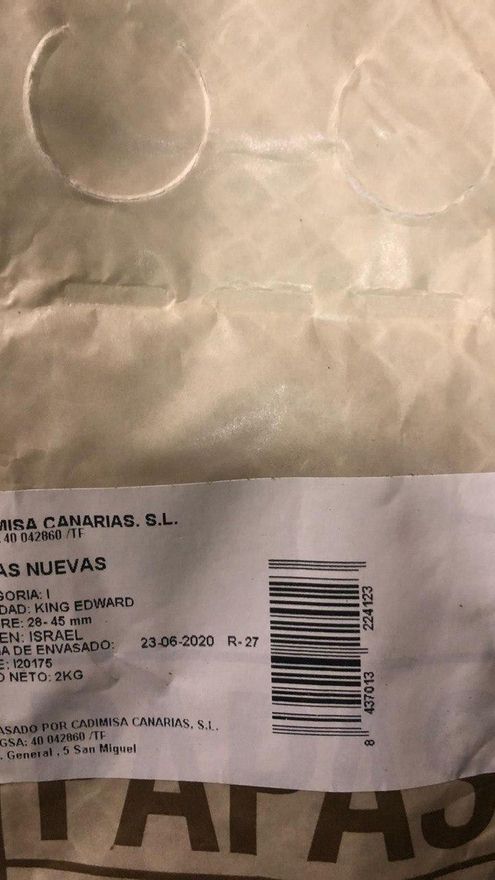 MISA CANARIAS. S.L.
40 042860 /TF
AS NUEVAS
GORIA: I
DAD: KING EDWARD
RE: 28- 45 mm
EN: ISRAEL
A DE ENVASADO: 23-06-2020 R-27
E: I20175
O NETO: 2KG
ASADO POR CADIMISA CANARIAS, S.L.
GSA: 40 042860 /TF
. General , 5 San Miguel
8 437013 224123
PAPAS